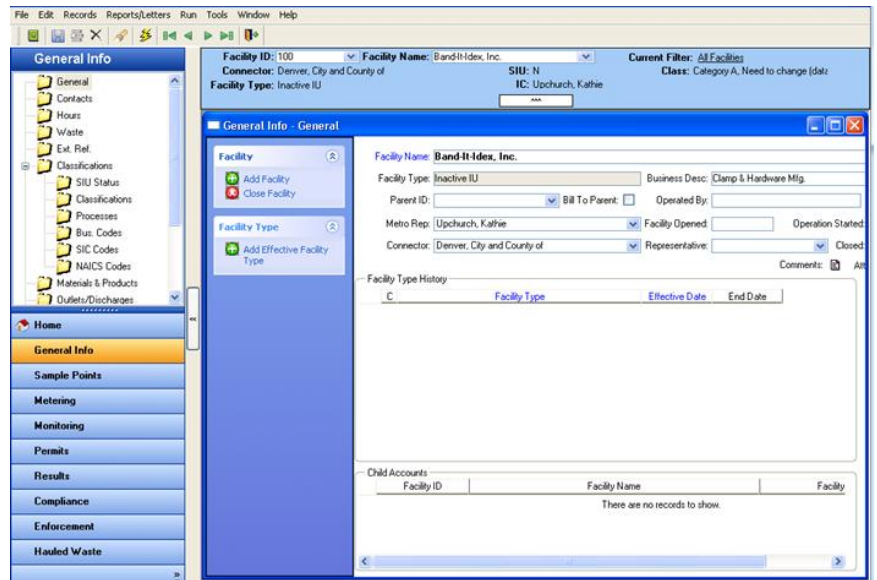 File Edit Records Reports/Letters Run Tools Window Help
General Info
General
Contacts
Hours
Waste
Ext. Rel.
Classifications
SIU Status
Classifications
Processes
Bus. Codes
SIC Codes
NAICS Codes
Materials & Products
Outlets/Discharges
Home
General Info
Sample Points
Metering
Monitoring
Permits
Results
Compliance
Enforcement
Hauled Waste
Facility ID: 100 Facility Name: Band-It-Idex, Inc. Current Filter: All Facilities
Connector: Denver, City and County of SIU: N Class: Category A, Need to change (data
Facility Type: Inactive IU IC: Upchurch, Kathie
General Info - General
Facility
Add Facility
Close Facility
Facility Type
Add Effective Facility
Type
Facility Name: Band-It-Idex, Inc.
Facility Type: Inactive IU Business Desc: Clamp & Hardware Mfg.
Parent ID: Bill To Parent: Operated By:
Metro Rep: Upchurch, Kathie Facility Opened: Operation Started:
Connector: Denver, City and County of Representative: Closed:
Comments: Att
Facility Type History
C Facility Type Effective Date End Date
Child Accounts
Facility ID Facility Name Facility
There are no records to show.